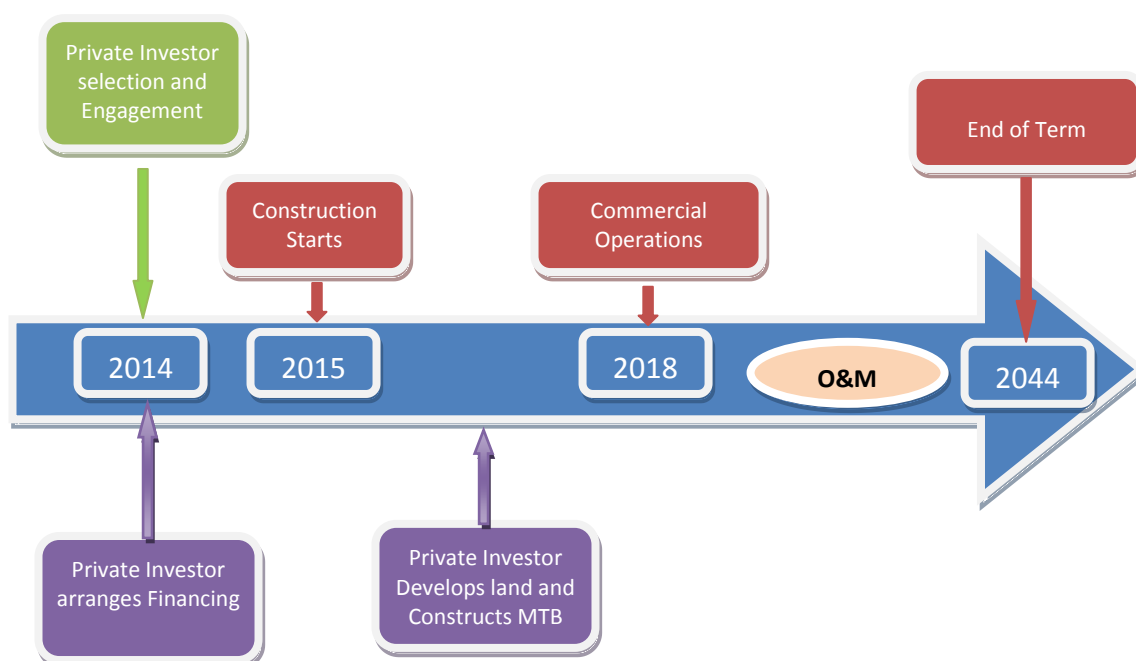 Private Investor
selection and
Engagement
End of Term
Construction
Starts
Commercial
Operations
2014
2015
2018
O&M
2044
Private Investor
arranges Financing
Private Investor
Develops land and
Constructs MTB